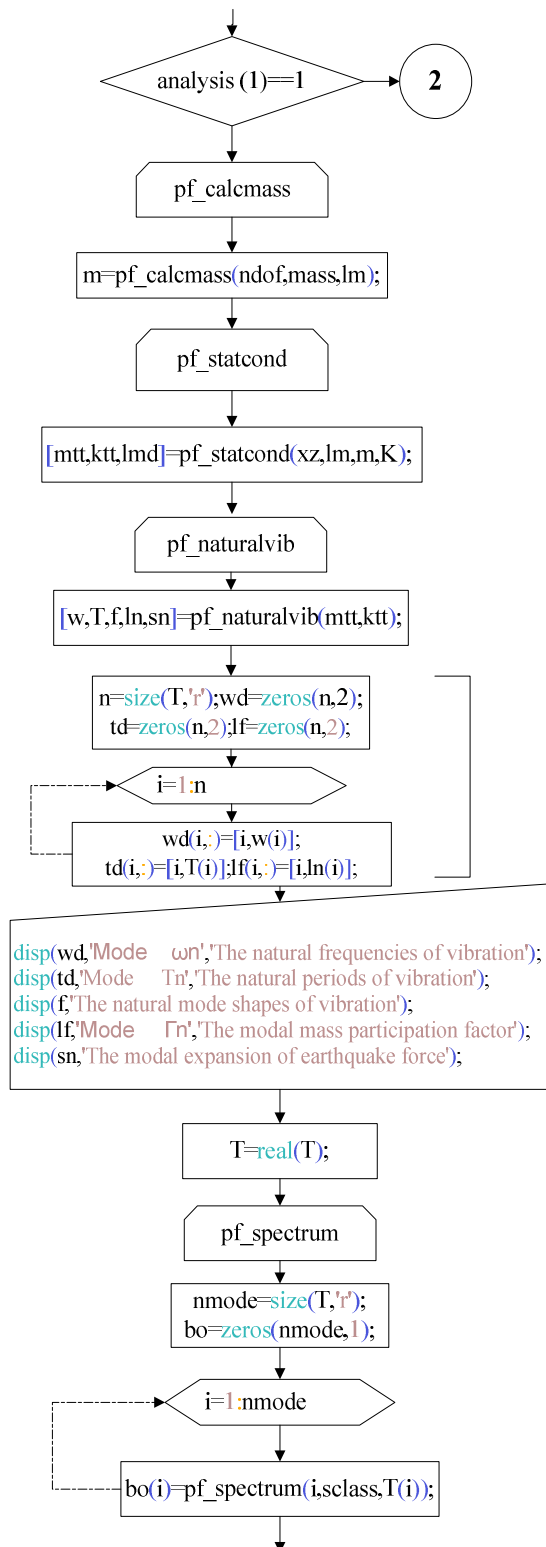 analysis (1)==1
2
pf_calcmass
m=pf_calcmass(ndof,mass,lm);
pf_statcond
[mtt,ktt,lmd]=pf_statcond(xz,lm,m,K);
pf_naturalvib
[w,T,f,ln,sn]=pf_naturalvib(mtt,ktt);
n=size(T,'r');wd=zeros(n,2);
td=zeros(n,2);lf=zeros(n,2);
i=1:n
wd(i,:)=[i,w(i)];
td(i,:)=[i,T(i)];lf(i,:)=[i,ln(i)];
disp(wd,'Mode ωn','The natural frequencies of vibration');
disp(td,'Mode Tn','The natural periods of vibration');
disp(f,'The natural mode shapes of vibration');
disp(lf,'Mode Γn','The modal mass participation factor');
disp(sn,'The modal expansion of earthquake force');
T=real(T);
pf_spectrum
nmode=size(T,'r');
bo=zeros(nmode,1);
i=1:nmode
bo(i)=pf_spectrum(i,sclass,T(i));